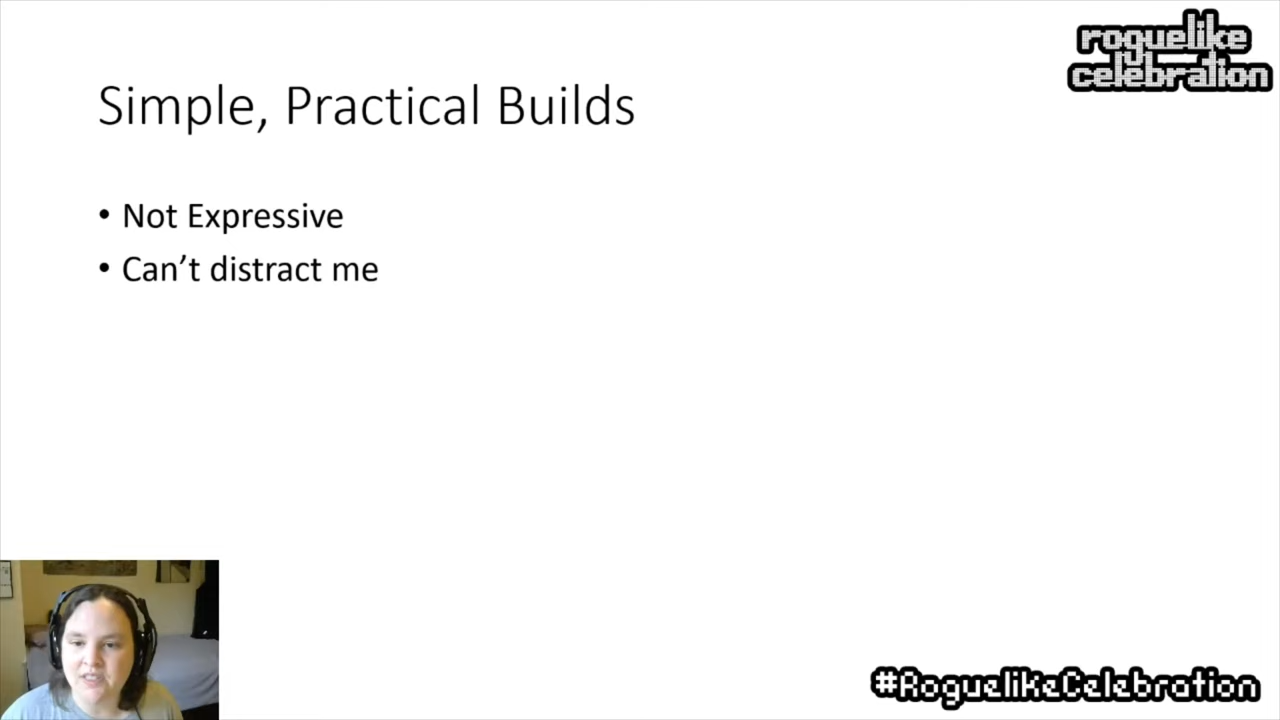 roguelike
celebration
Simple, Practical Builds
• Not Expressive
• Can’t distract me
#RoguelikeCelebration